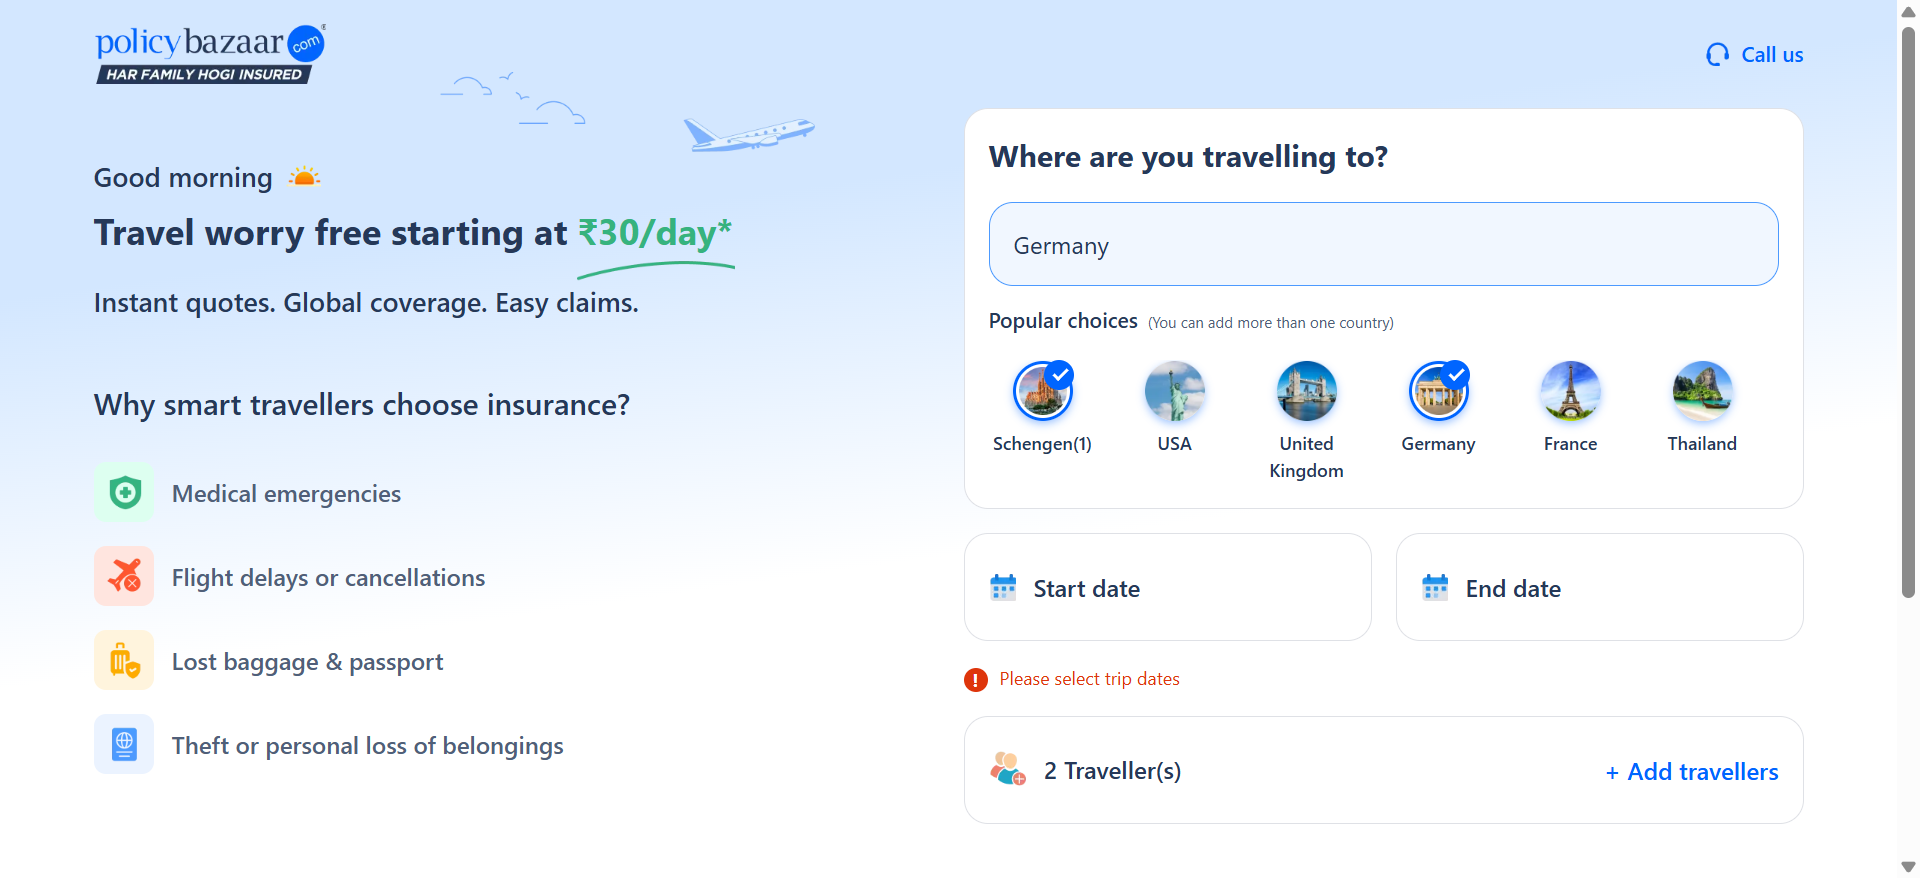 policybazaar com
HAR FAMILY HOGI INSURED
Call us
Good morning
Travel worry free starting at ₹30/day*
Instant quotes. Global coverage. Easy claims.
Why smart travellers choose insurance?
Medical emergencies
Flight delays or cancellations
Lost baggage & passport
Theft or personal loss of belongings
Where are you travelling to?
Germany
Popular choices (You can add more than one country)
Schengen(1)
USA
United
Kingdom
Germany
France
Thailand
Start date
End date
Please select trip dates
2 Traveller(s)
+ Add travellers